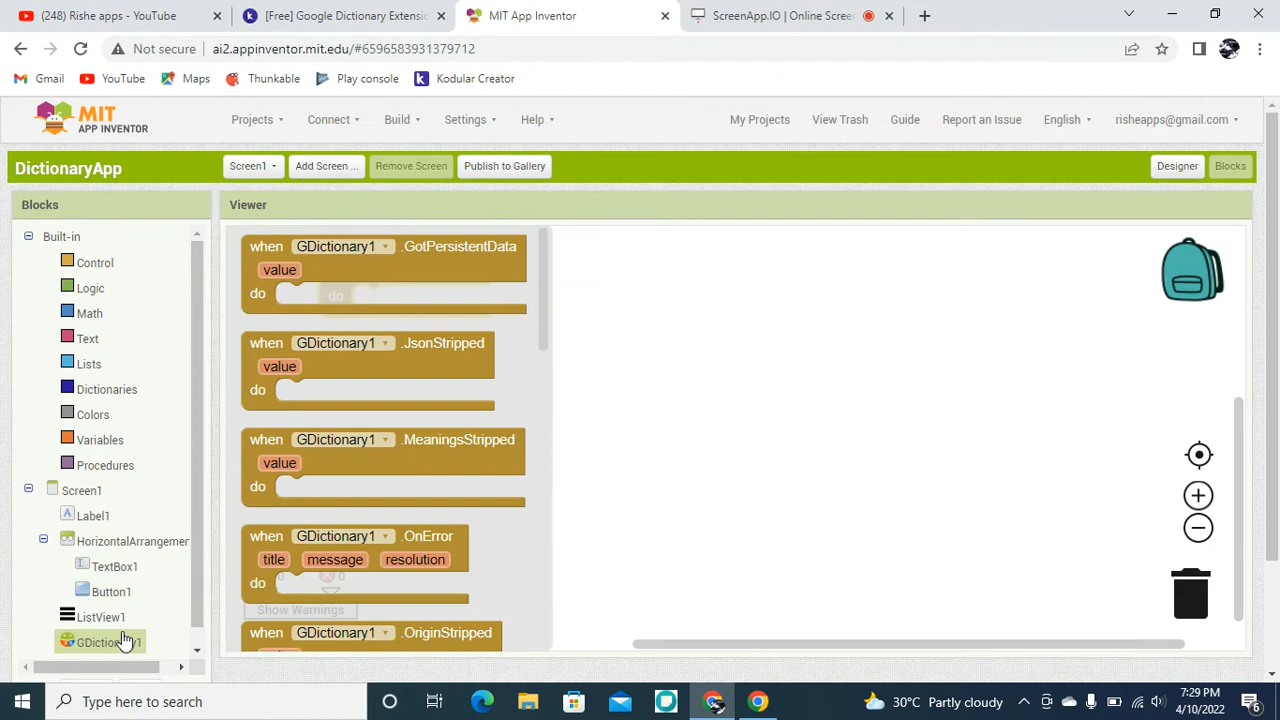 (248) Rishe apps - YouTube
[Free] Google Dictionary Extensi
MIT App Inventor
ScreenApp.IO | Online Scree
Not secure
ai2.appinventor.mit.edu/#6596583931379712
Gmail YouTube Maps Thunkable Play console Kodular Creator
MIT
APP INVENTOR
Projects Connect Build Settings Help My Projects View Trash Guide Report an Issue English risheapps@gmail.com
DictionaryApp
Screen1 Add Screen ... Remove Screen Publish to Gallery Designer Blocks
Blocks
Viewer
Built-in
Control
Logic
Math
Text
Lists
Dictionaries
Colors
Variables
Procedures
Screen1
Label1
HorizontalArrangemen
TextBox1
Button1
ListView1
GDictionary1
when GDictionary1 .GotPersistentData
value
do
do
when GDictionary1 .JsonStripped
value
do
when GDictionary1 .MeaningsStripped
value
do
when GDictionary1 .OnError
title message resolution
do
0 0
Show Warnings
when GDictionary1 .OriginStripped
Type here to search
30°C Partly cloudy
7:29 PM
4/10/2022
6